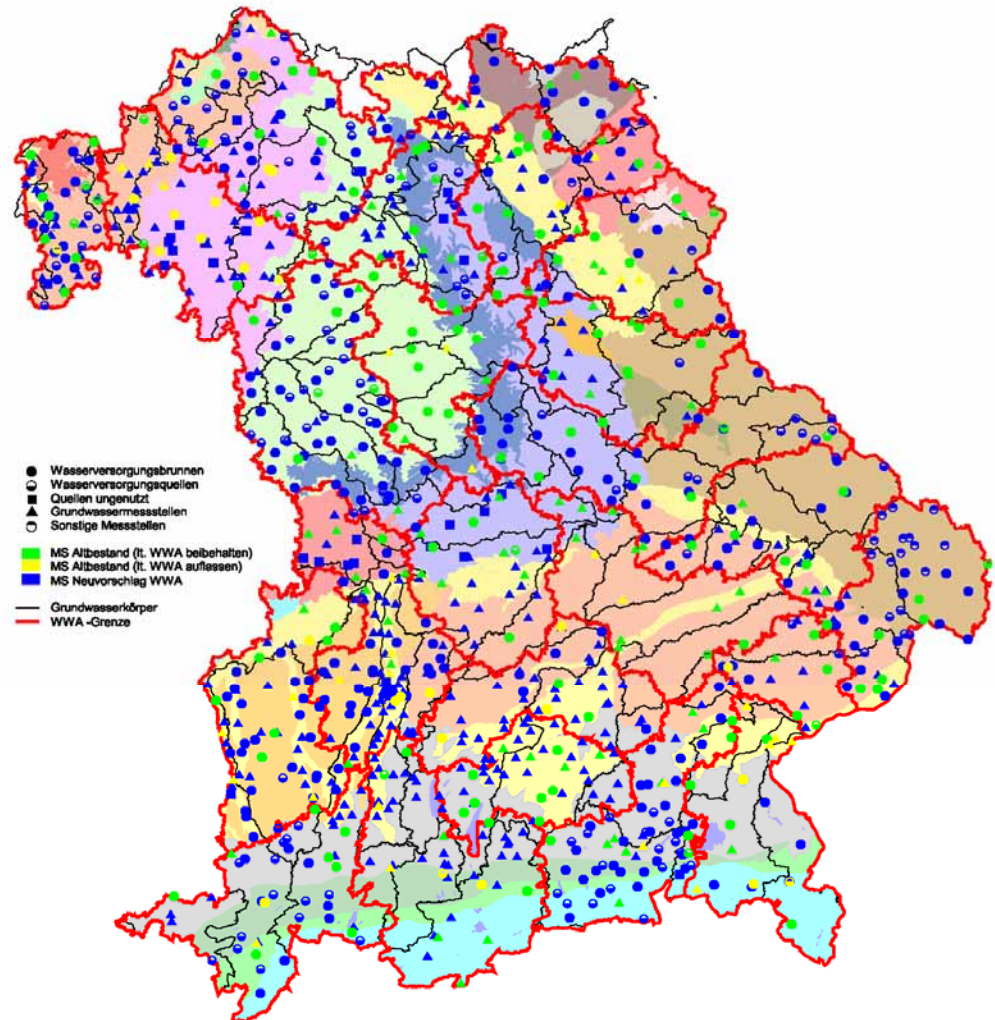 Wasserversorgungsbrunnen
Wasserversorgungsquellen
Quellen ungenutzt
Grundwassermessstellen
Sonstige Messstellen
MS Altbestand (lt. WWA beibehalten)
MS Altbestand (lt. WWA auflassen)
MS Neuvorschlag WWA
Grundwasserkörper
WWA -Grenze